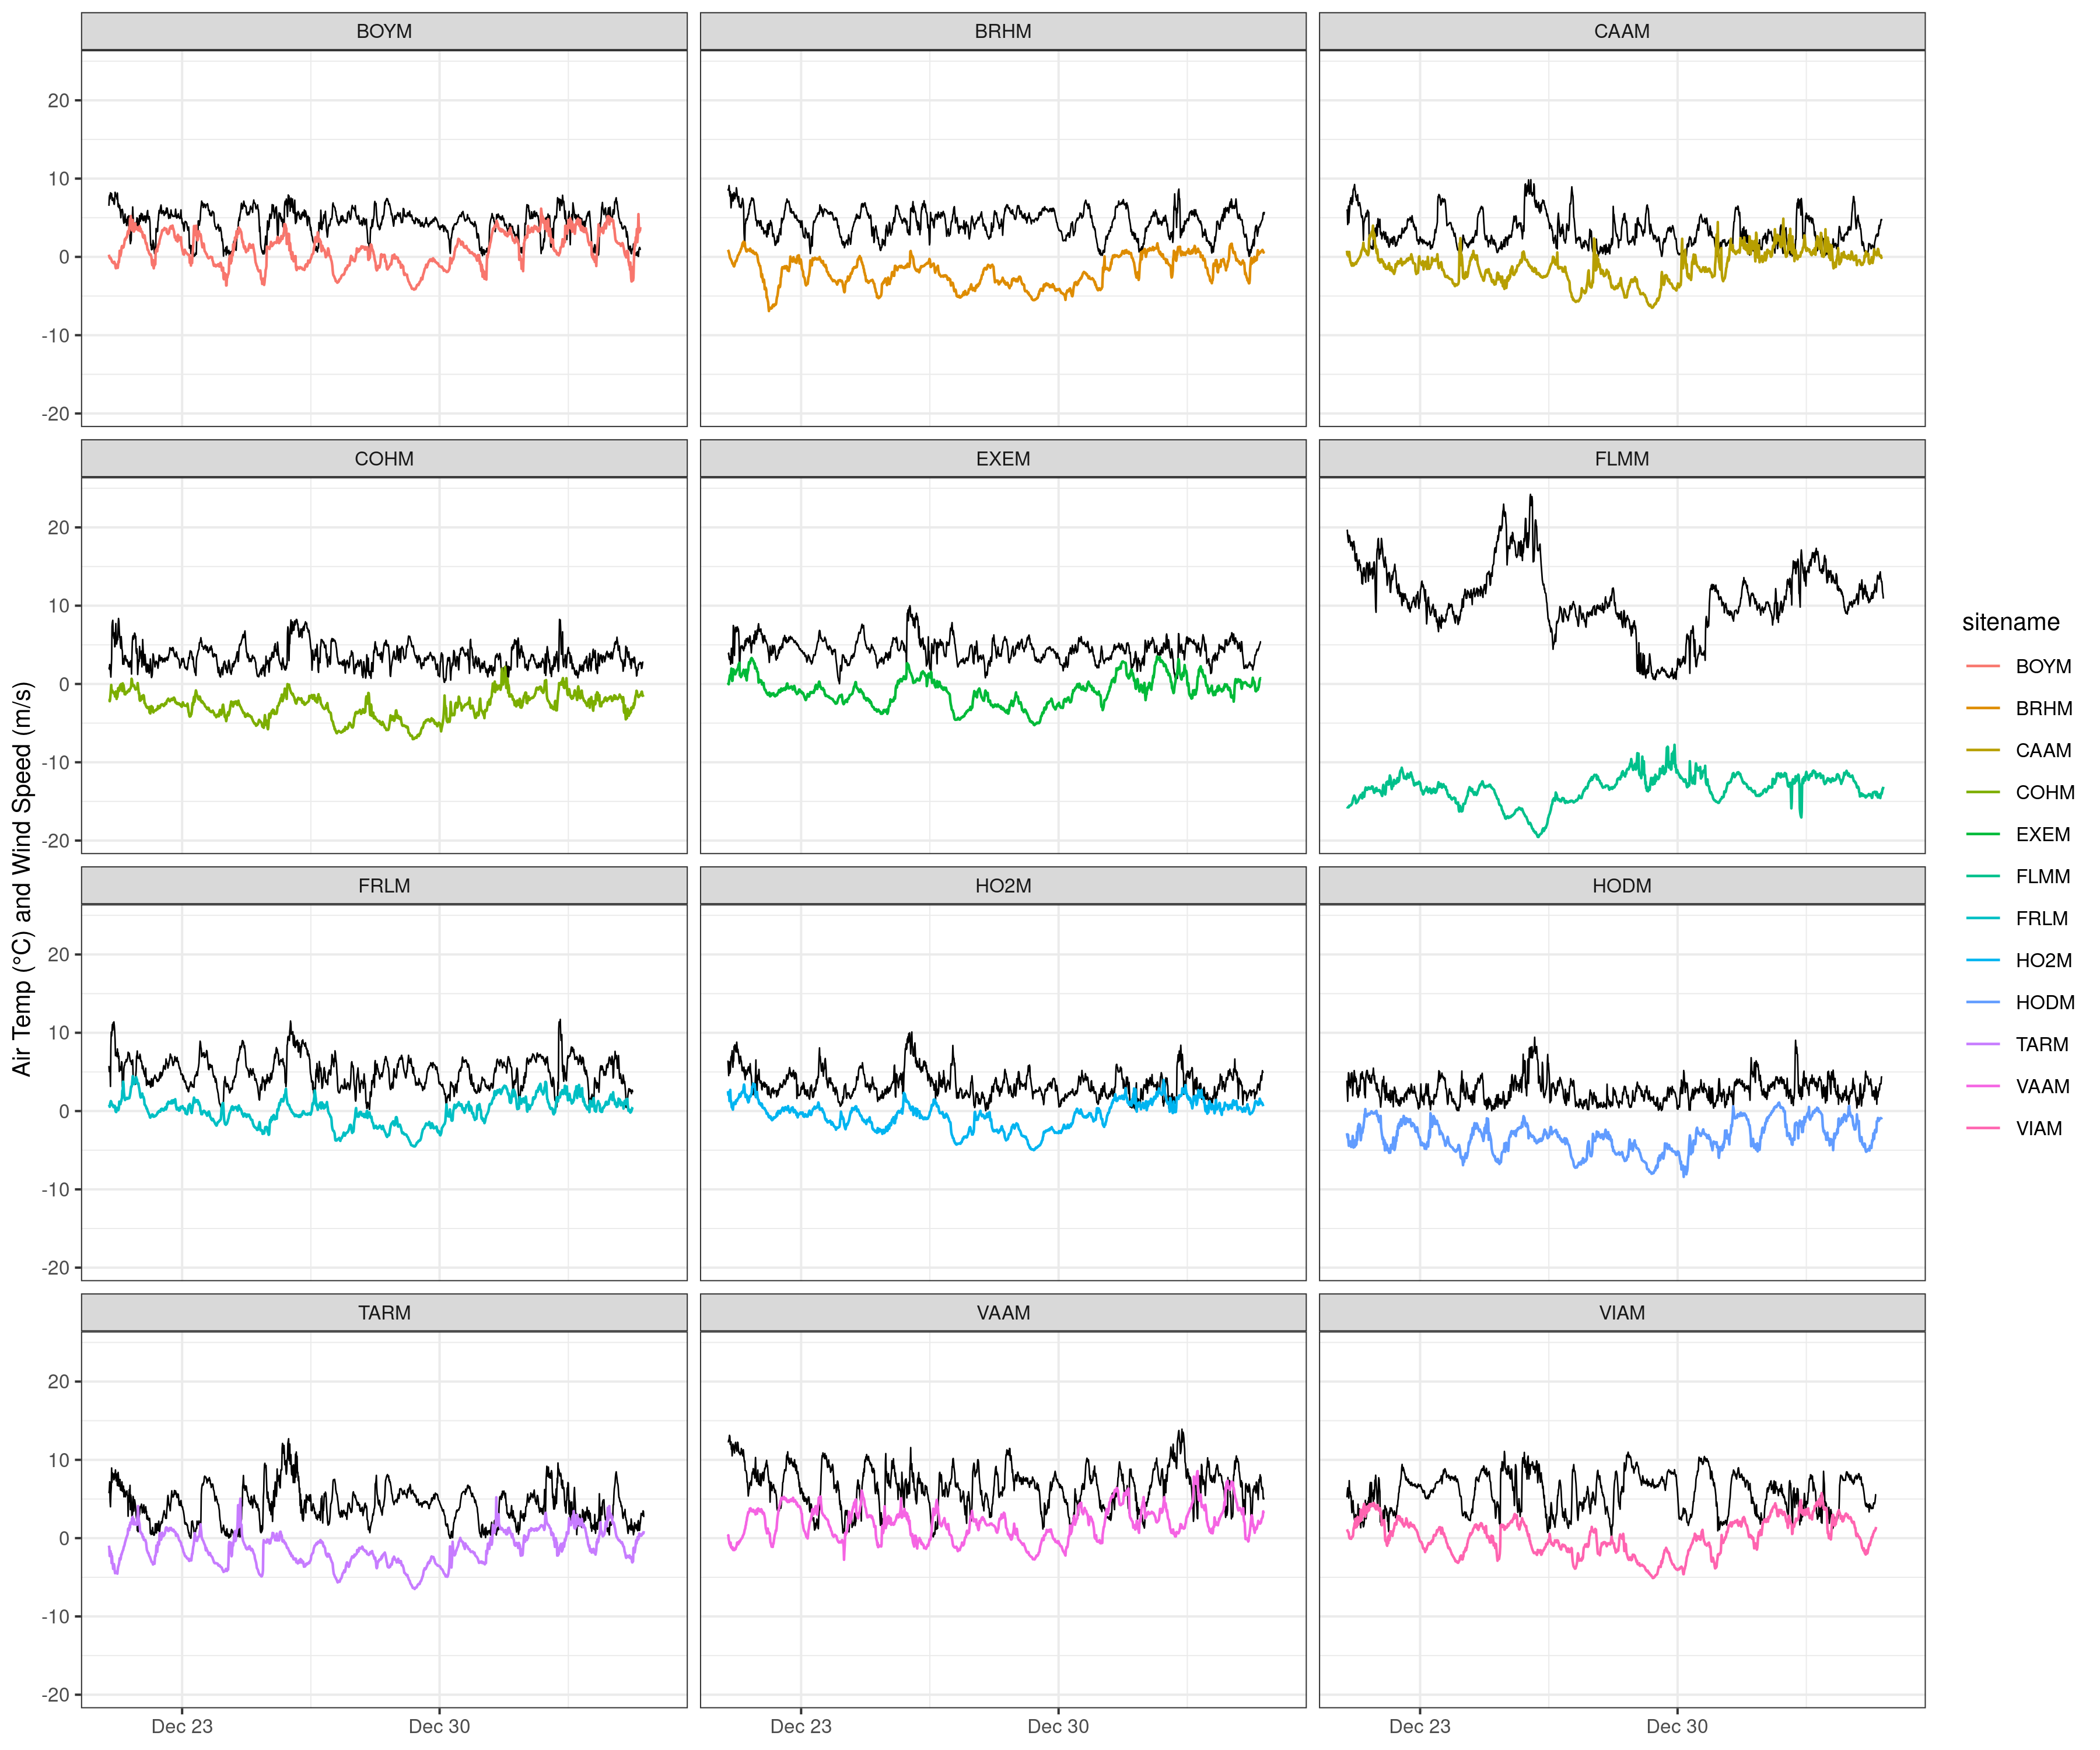 BOYM
BRHM
CAAM
20
10
0
-10
-20
COHM
EXEM
FLMM
20
10
0
-10
-20
FRLM
HO2M
HODM
20
10
0
-10
-20
TARM
VAAM
VIAM
20
10
0
-10
-20
Dec 23
Dec 30
Dec 23
Dec 30
Dec 23
Dec 30
Air Temp (°C) and Wind Speed (m/s)
sitename
BOYM
BRHM
CAAM
COHM
EXEM
FLMM
FRLM
HO2M
HODM
TARM
VAAM
VIAM